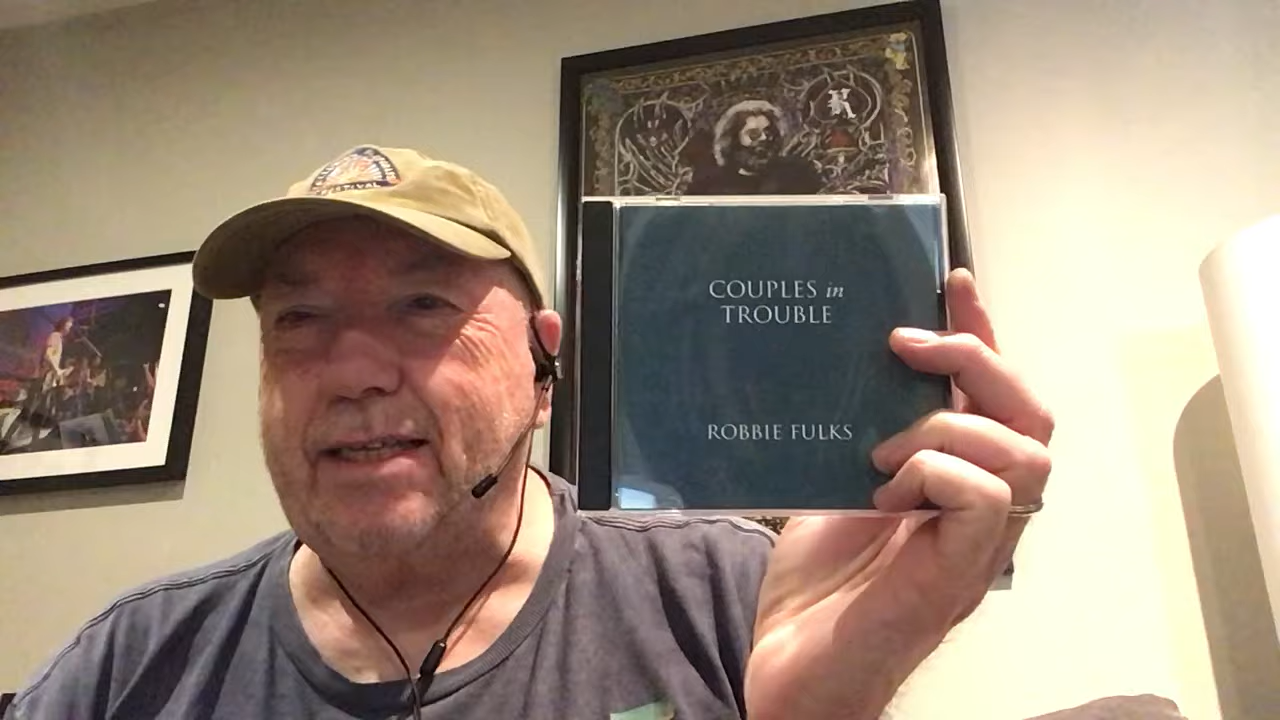 FESTIVAL
K
COUPLES in
TROUBLE
ROBBIE FULKS